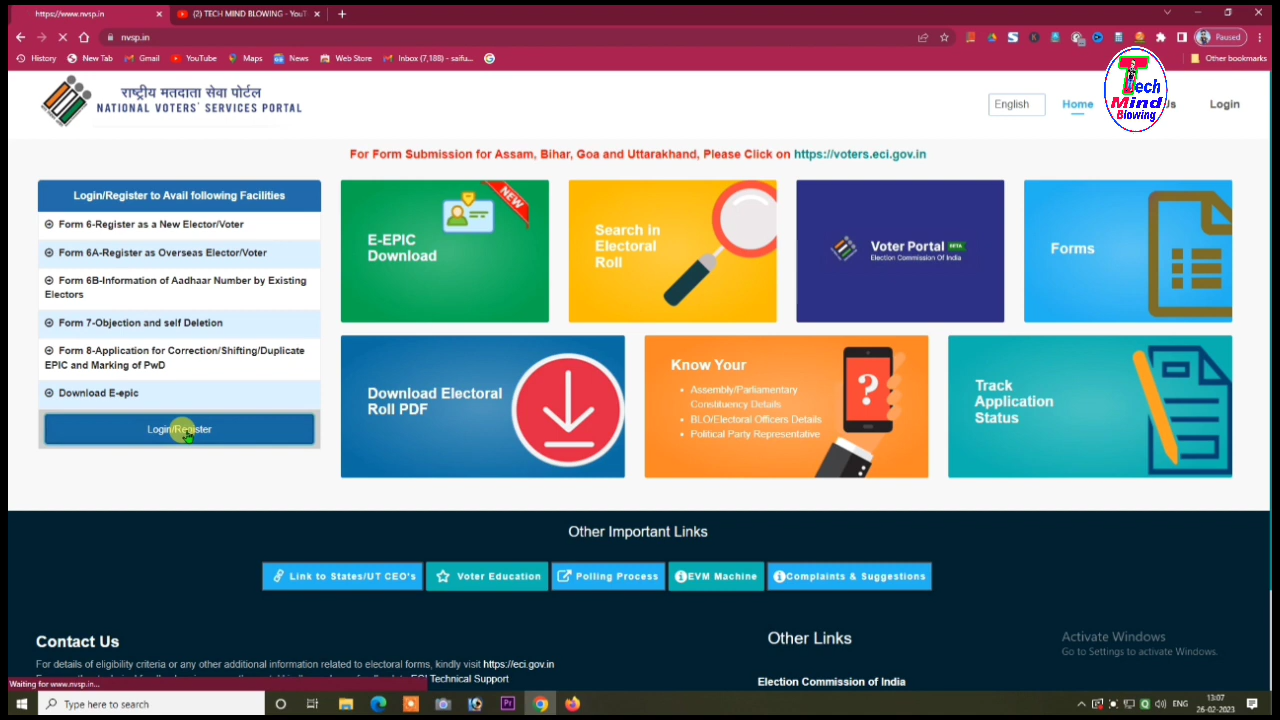 https://www.nvsp.in
(2) TECH MIND BLOWING - YouT
nvsp.in
Paused
History
New Tab
Gmail
YouTube
Maps
News
Web Store
Inbox (7,188) - saifu...
Other bookmarks
राष्ट्रीय मतदाता सेवा पोर्टल
NATIONAL VOTERS' SERVICES PORTAL
English
Home
Login
Tech
Mind
Blowing
For Form Submission for Assam, Bihar, Goa and Uttarakhand, Please Click on https://voters.eci.gov.in
Login/Register to Avail following Facilities
Form 6-Register as a New Elector/Voter
Form 6A-Register as Overseas Elector/Voter
Form 6B-Information of Aadhaar Number by Existing
Electors
Form 7-Objection and self Deletion
Form 8-Application for Correction/Shifting/Duplicate
EPIC and Marking of PwD
Download E-epic
Login/Register
E-EPIC
Download
NEW
Search in
Electoral
Roll
Voter Portal BETA
Election Commission Of India
Forms
Download Electoral
Roll PDF
Know Your
Assembly/Parliamentary
Constituency Details
BLO/Electoral Officers Details
Political Party Representative
?
Track
Application
Status
Other Important Links
Link to States/UT CEO's
Voter Education
Polling Process
EVM Machine
Complaints & Suggestions
Contact Us
For details of eligibility criteria or any other additional information related to electoral forms, kindly visit https://eci.gov.in
ECI Technical Support
Other Links
Election Commission of India
Activate Windows
Go to Settings to activate Windows.
Waiting for www.nvsp.in...
Type here to search
ENG
13:07
26-02-2023